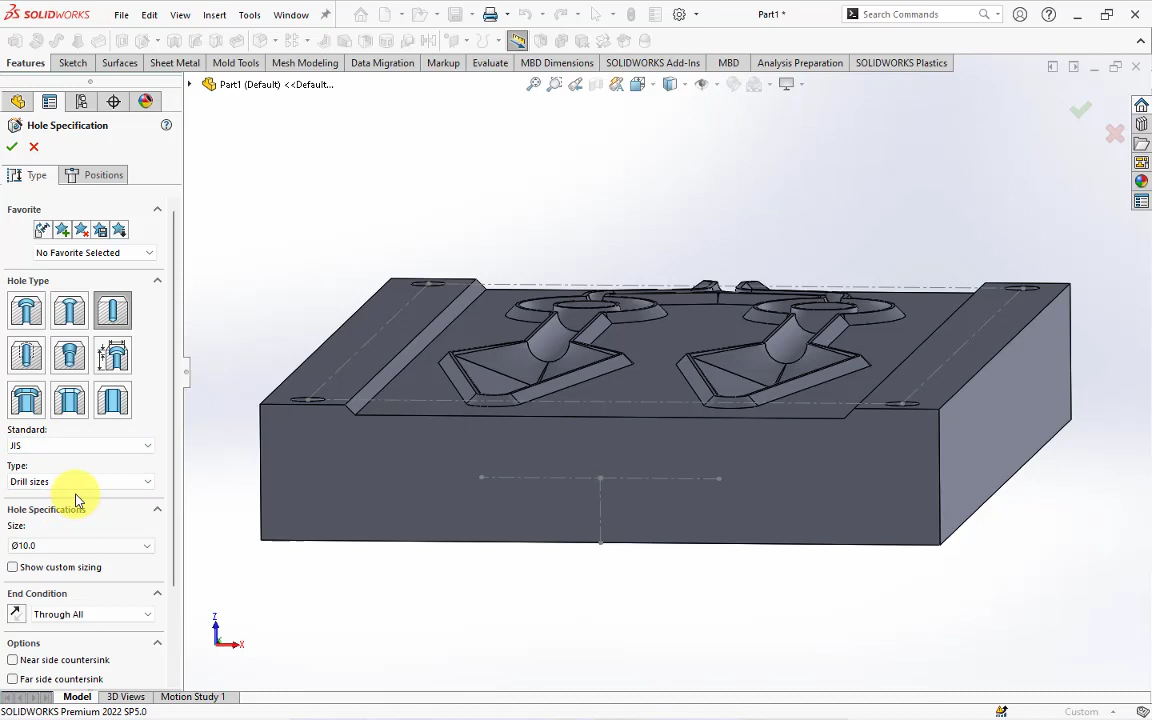 SOLIDWORKS File Edit View Insert Tools Window Part1 * Search Commands
Features Sketch Surfaces Sheet Metal Mold Tools Mesh Modeling Data Migration Markup Evaluate MBD Dimensions SOLIDWORKS Add-Ins MBD Analysis Preparation SOLIDWORKS Plastics
Part1 (Default) <<Default...
Hole Specification
Type Positions
Favorite
No Favorite Selected
Hole Type
Standard:
JIS
Type:
Drill sizes
Hole Specifications
Size:
Ø10.0
Show custom sizing
End Condition
Through All
Options
Near side countersink
Far side countersink
Z
X
Model 3D Views Motion Study 1
SOLIDWORKS Premium 2022 SP5.0 Custom